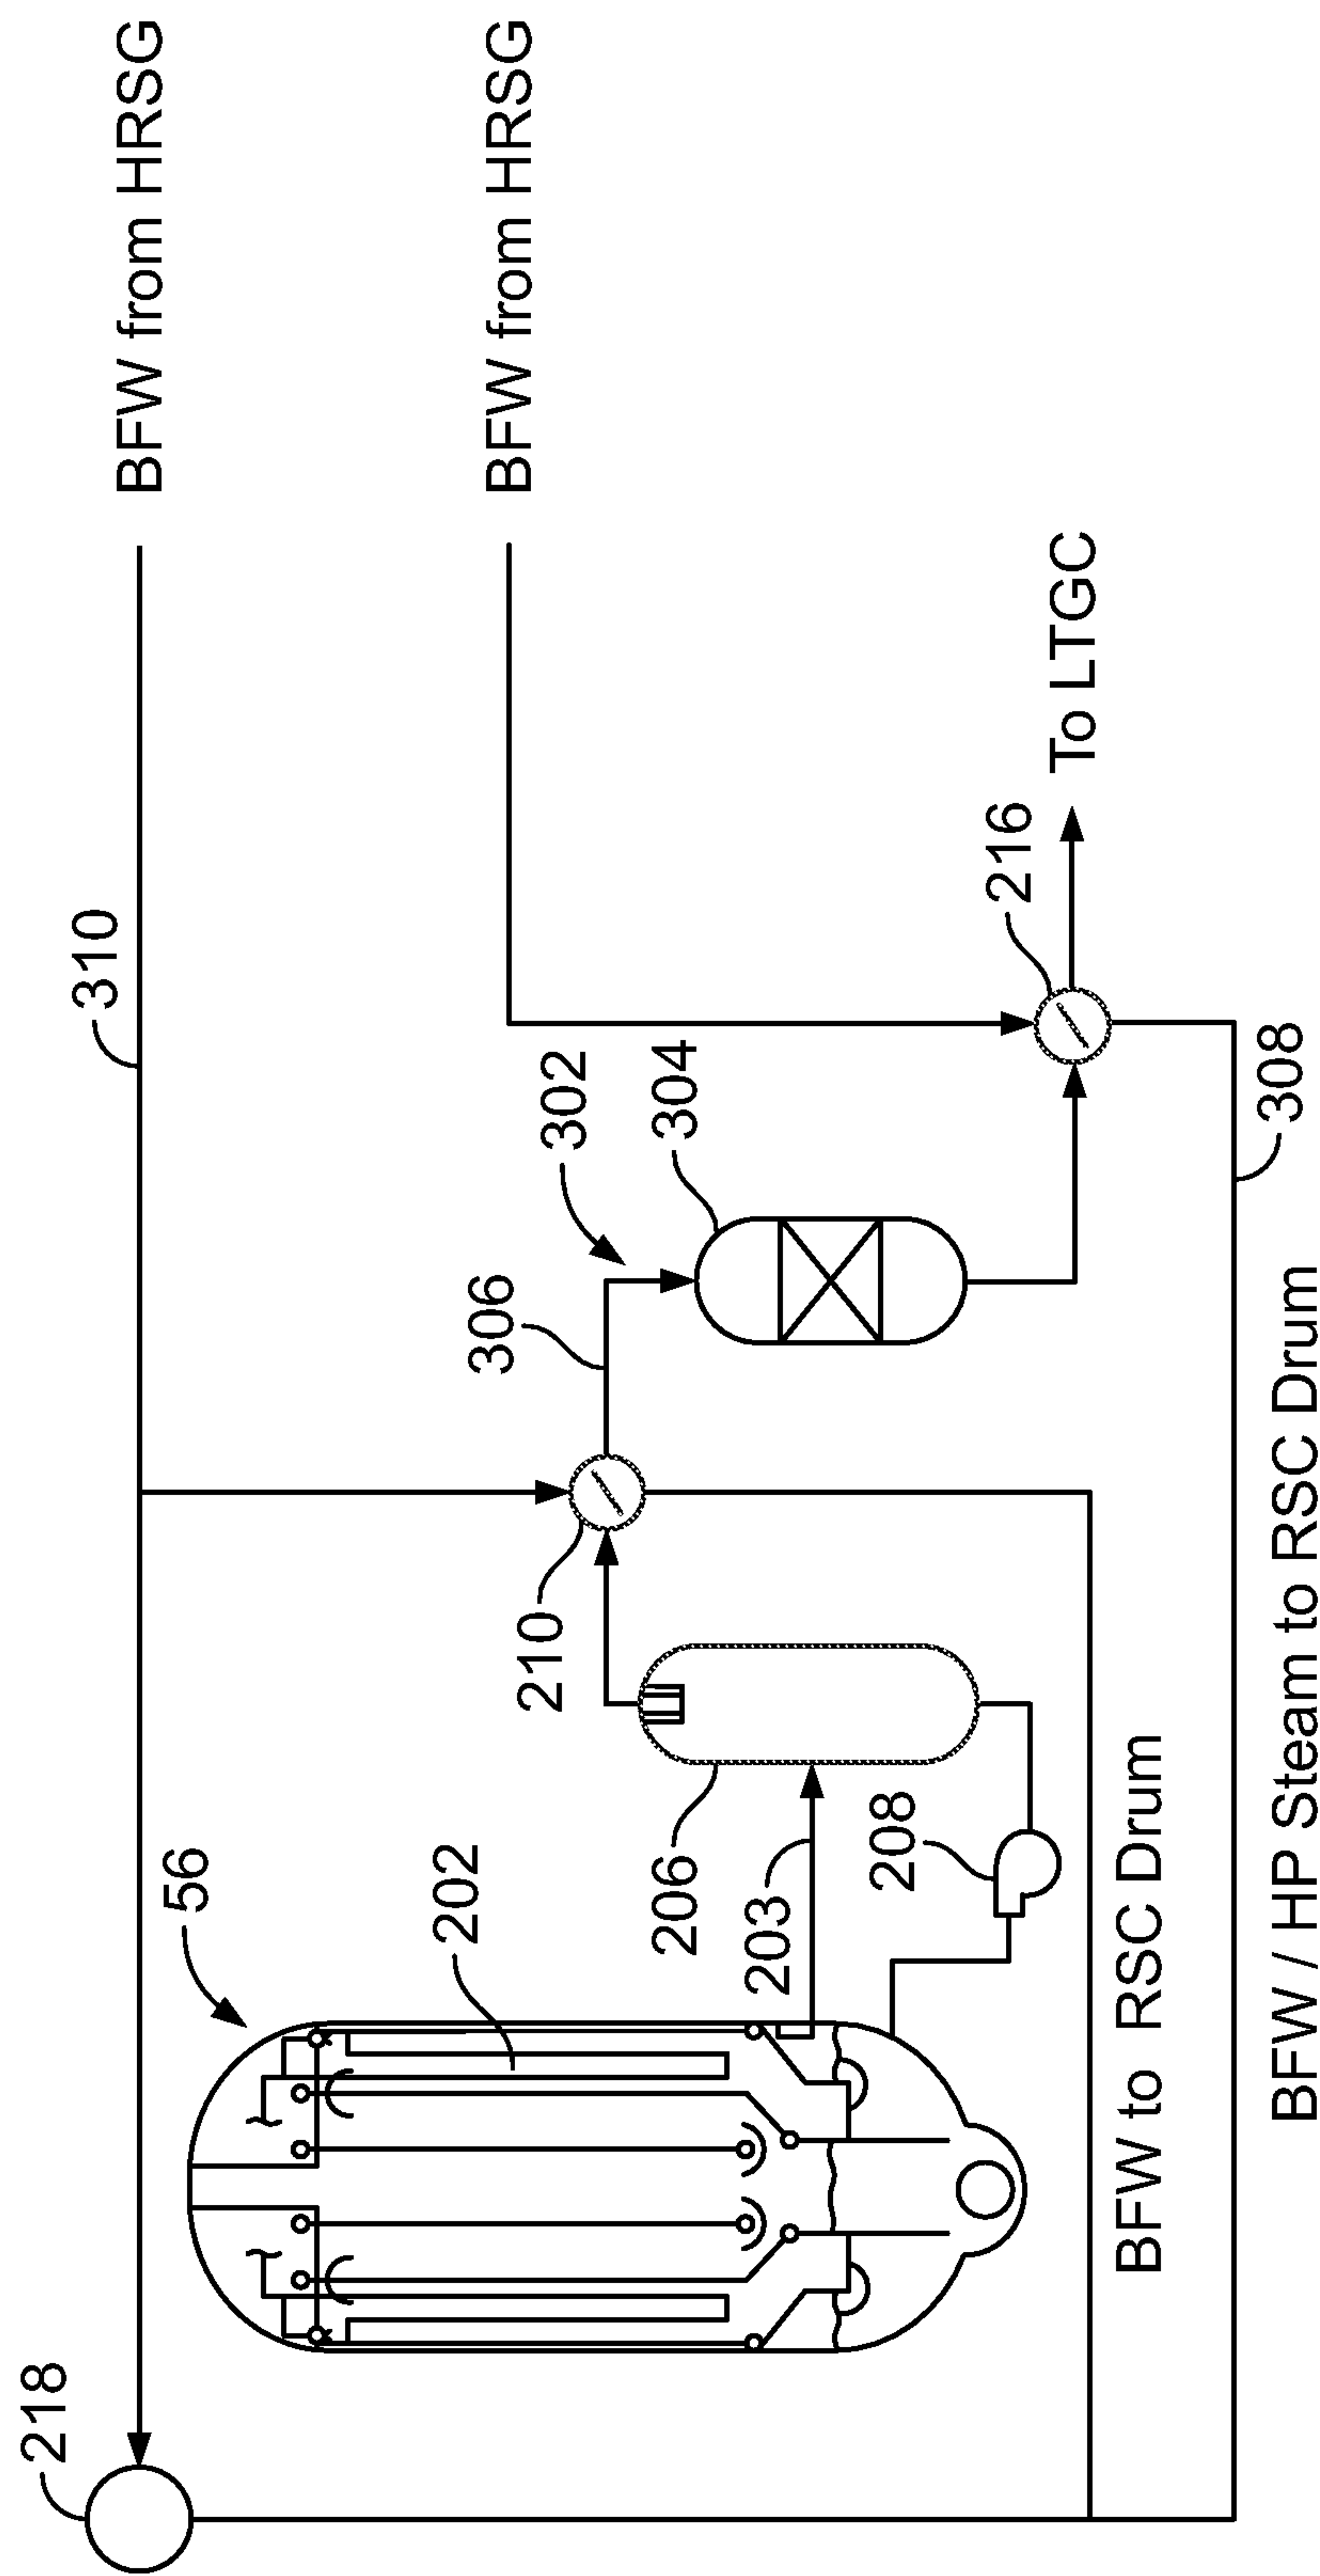 218
310
BFW from HRSG
56
202
210
306
302
304
BFW from HRSG
206
203
208
216
To LTGC
BFW to RSC Drum
308
BFW / HP Steam to RSC Drum